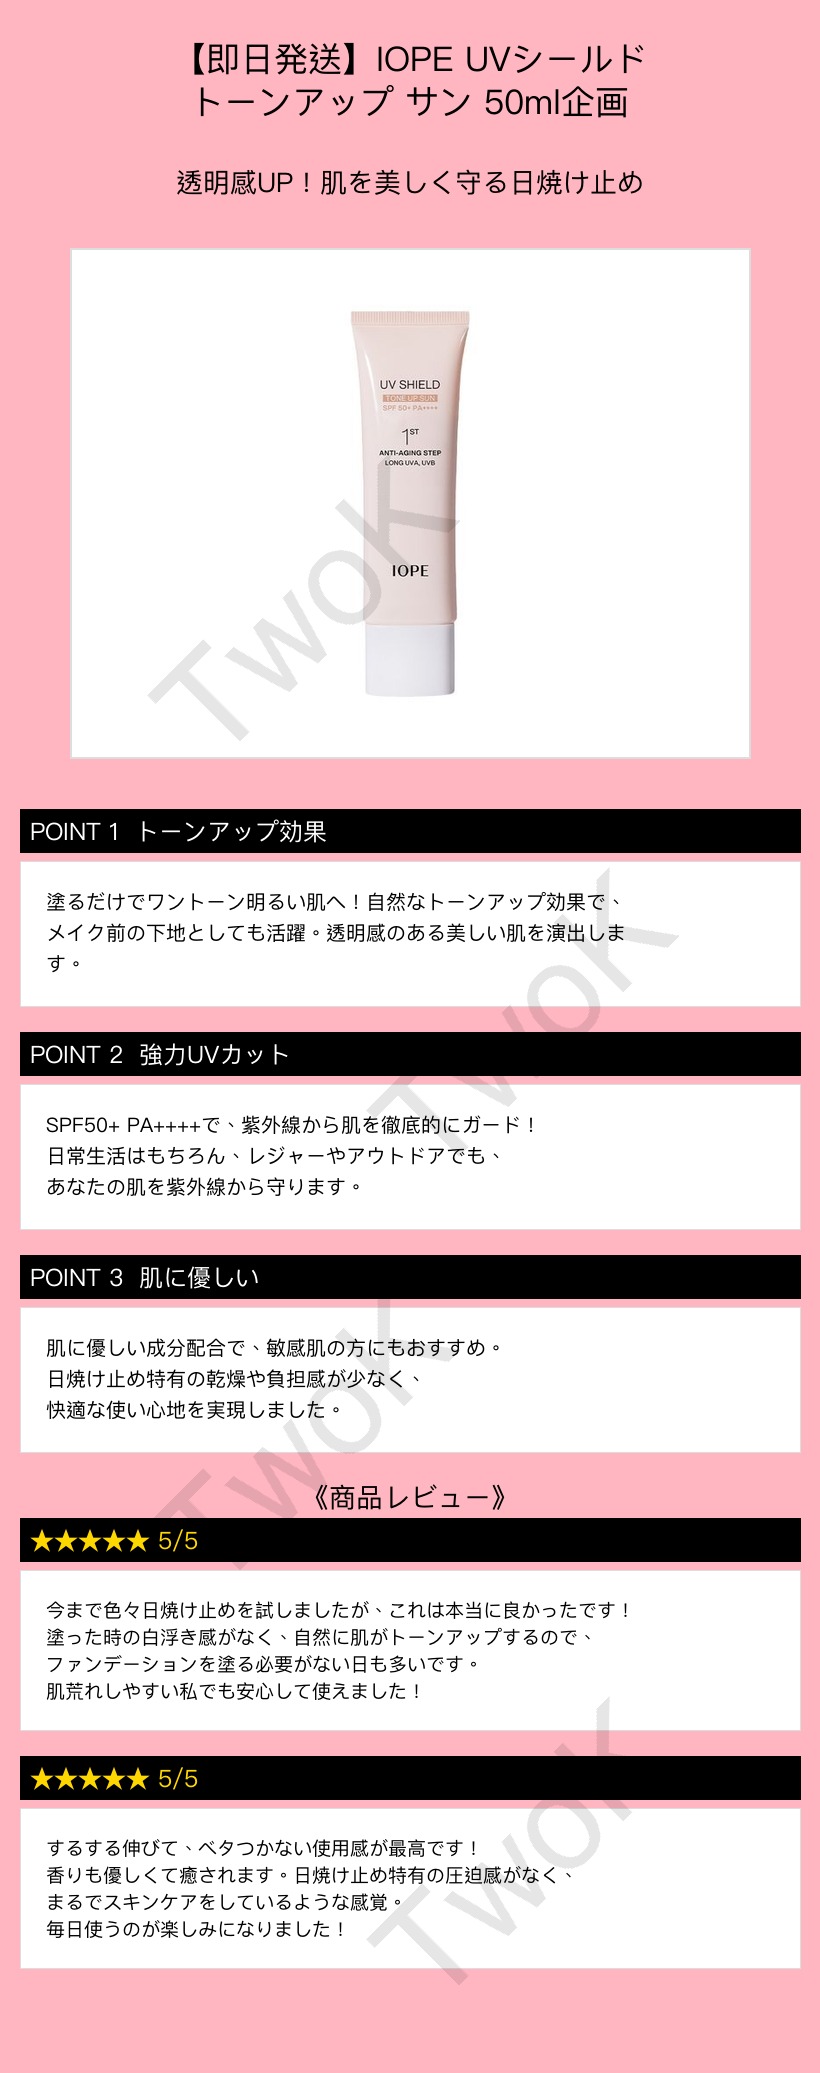 【即日発送】IOPE UVシールド
トーンアップ サン 50ml企画
透明感UP！肌を美しく守る日焼け止め
UV SHIELD
TONE UP SUN
SPF 50+ PA++++
1ST
ANTI-AGING STEP
LONG UVA, UVB
IOPE
TwoK
POINT 1 トーンアップ効果
塗るだけでワントーン明るい肌へ！自然なトーンアップ効果で、
メイク前の下地としても活躍。透明感のある美しい肌を演出しま
す。
TwoK
POINT 2 強力UVカット
SPF50+ PA++++で、紫外線から肌を徹底的にガード！
日常生活はもちろん、レジャーやアウトドアでも、
あなたの肌を紫外線から守ります。
POINT 3 肌に優しい
肌に優しい成分配合で、敏感肌の方にもおすすめ。
日焼け止め特有の乾燥や負担感が少なく、
快適な使い心地を実現しました。
TwoK
《商品レビュー》
★★★★★ 5/5
今まで色々日焼け止めを試しましたが、これは本当に良かったです！
塗った時の白浮き感がなく、自然に肌がトーンアップするので、
ファンデーションを塗る必要がない日も多いです。
肌荒れしやすい私でも安心して使えました！
★★★★★ 5/5
するする伸びて、ベタつかない使用感が最高です！
香りも優しくて癒されます。日焼け止め特有の圧迫感がなく、
まるでスキンケアをしているような感覚。
毎日使うのが楽しみになりました！
TwoK